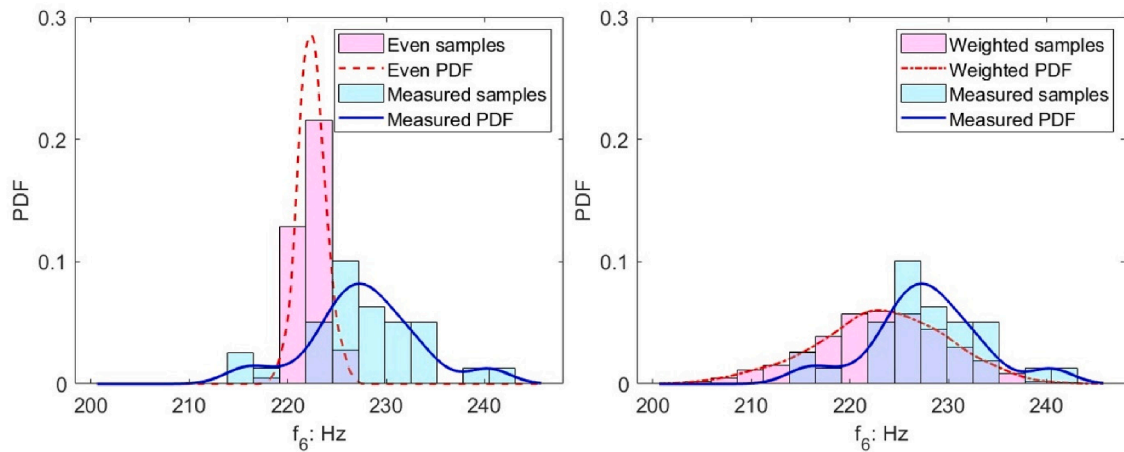 0.3
0.2
0.1
0
PDF
200 210 220 230 240
f6: Hz
Even samples
Even PDF
Measured samples
Measured PDF
0.3
0.2
0.1
0
PDF
200 210 220 230 240
f6: Hz
Weighted samples
Weighted PDF
Measured samples
Measured PDF